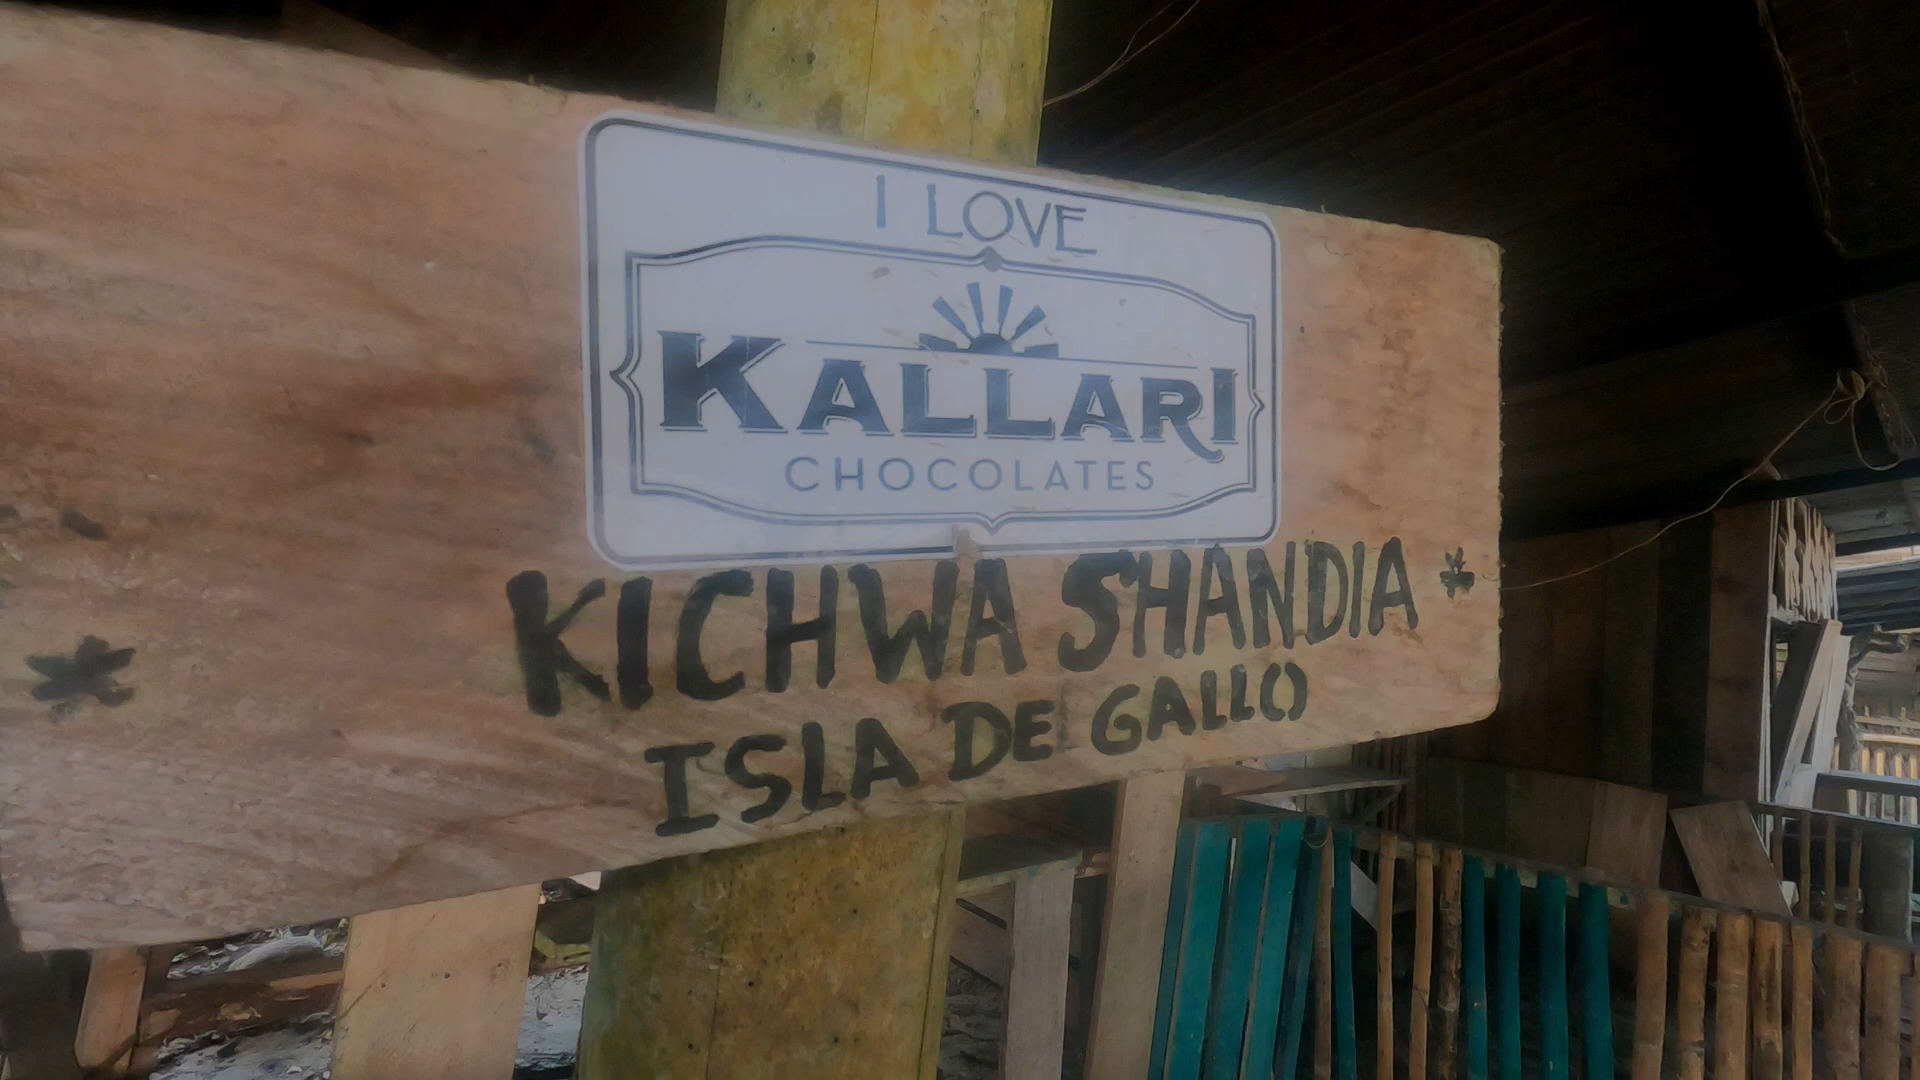 I LOVE
KALLARI
CHOCOLATES
KICHWA SHANDIA
ISLA DE GALLO